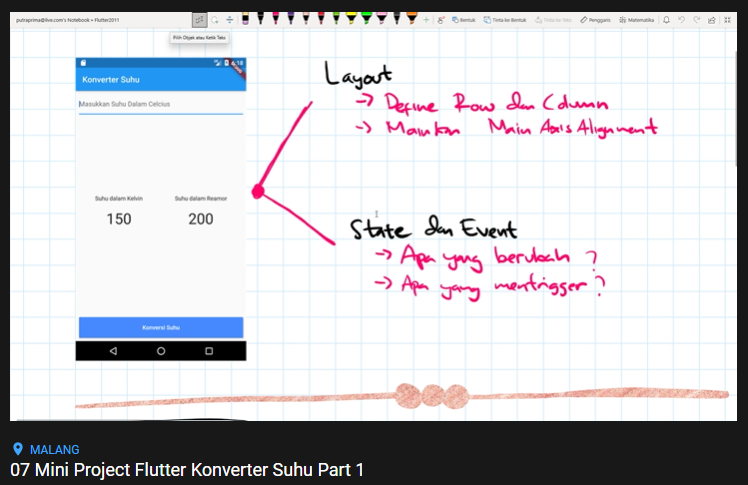 putraprima@live.com's Notebook • Flutter2011
Bentuk
Tinta ke Bentuk
Tinta ke Teks
Pengganti
Matematika
Pilih Objek atau Ketik Teks
6:18
Konverter Suhu
Masukkan Suhu Dalam Celcius
Suhu dalam Kelvin
Suhu dalam Reamor
150
200
Konversi Suhu
Layout
→ Define Row dan Column
→ Mainkan Main Axis Alignment
State dan Event
→ Apa yang berubah ?
→ Apa yang mentrigger ?
MALANG
07 Mini Project Flutter Konverter Suhu Part 1